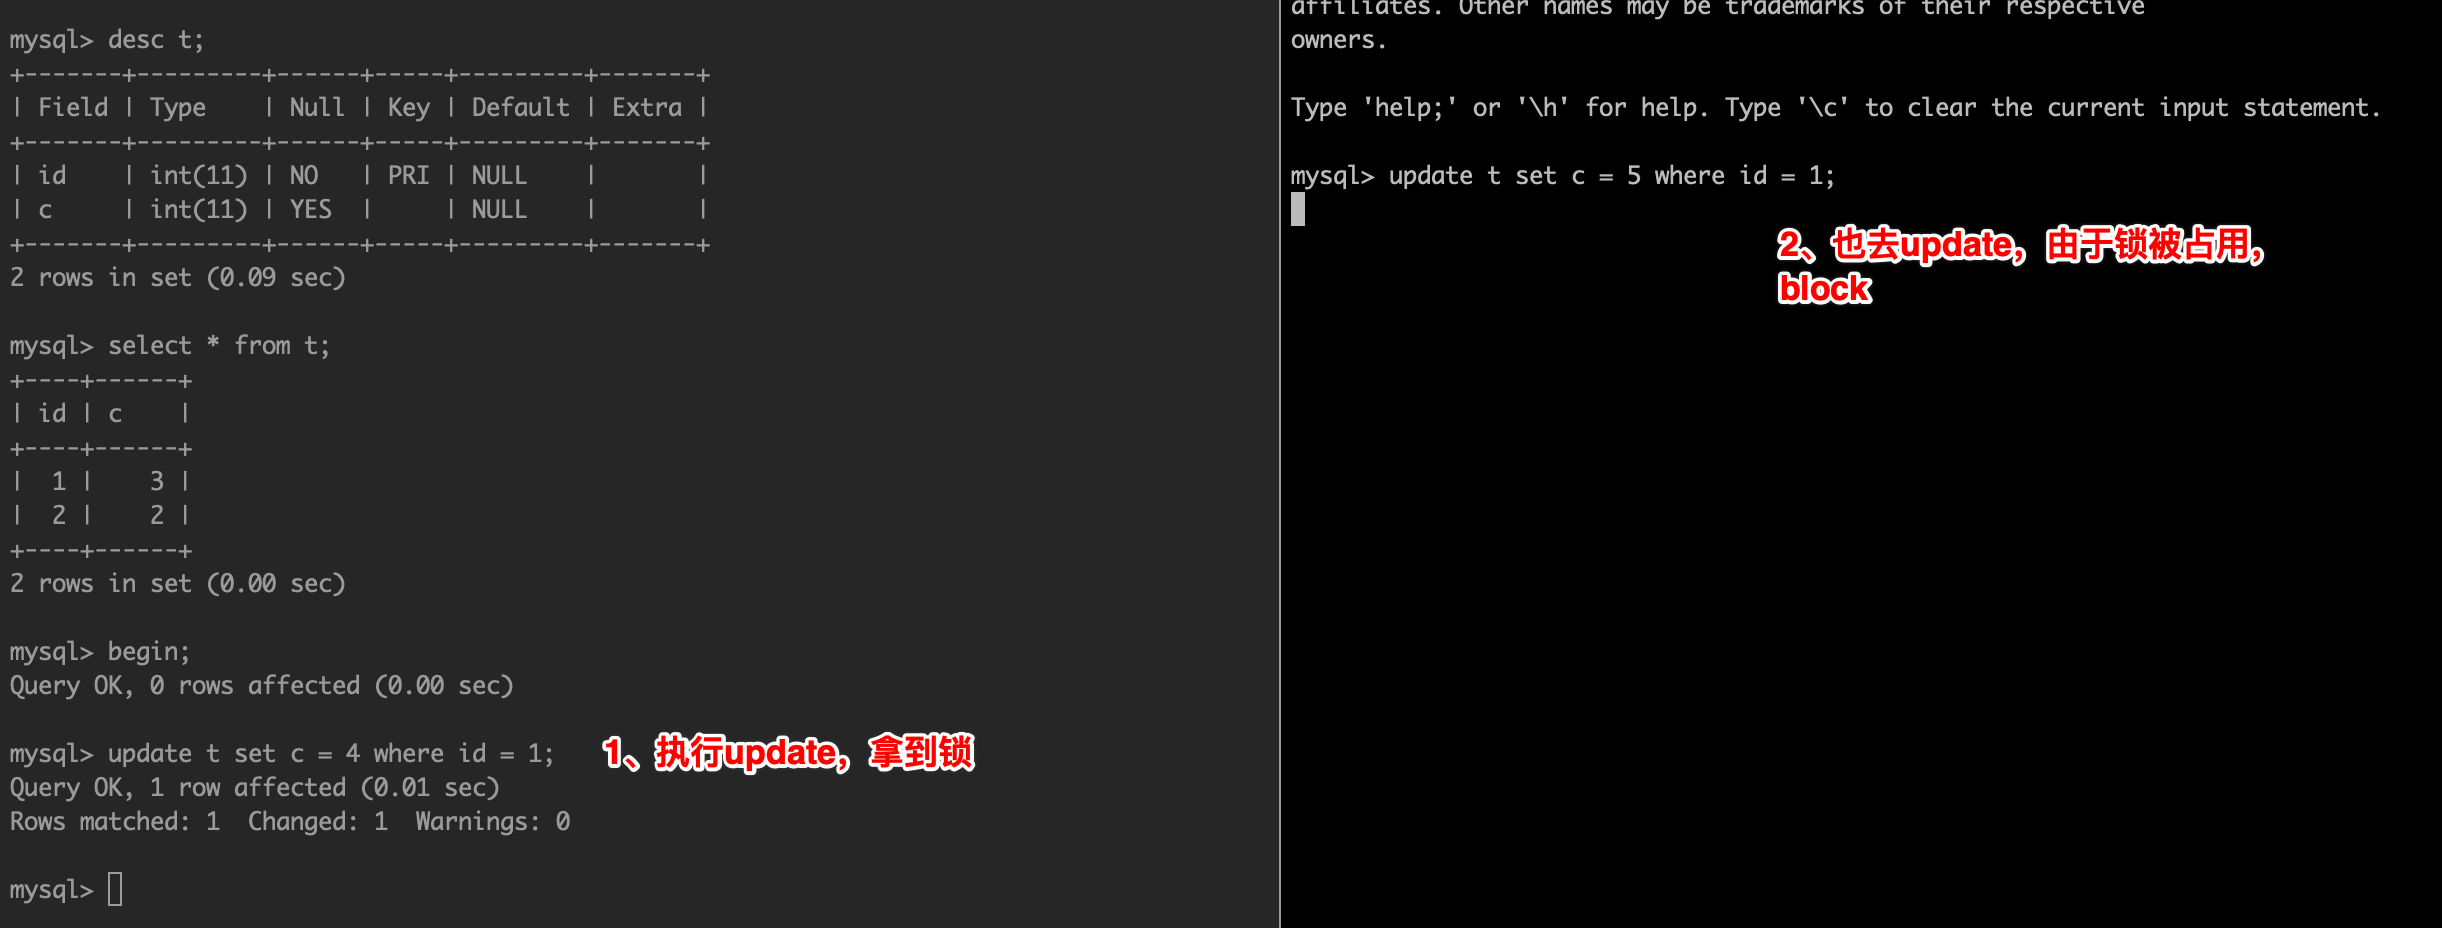 mysql> desc t;
+-------+---------+------+-----+---------+-------+
| Field | Type    | Null | Key | Default | Extra |
+-------+---------+------+-----+---------+-------+
| id    | int(11) | NO   | PRI | NULL    |       |
| c     | int(11) | YES  |     | NULL    |       |
+-------+---------+------+-----+---------+-------+
2 rows in set (0.09 sec)
mysql> select * from t;
+----+------+
| id | c    |
+----+------+
|  1 |    3 |
|  2 |    2 |
+----+------+
2 rows in set (0.00 sec)
mysql> begin;
Query OK, 0 rows affected (0.00 sec)
mysql> update t set c = 4 where id = 1;
1、执行update，拿到锁
Query OK, 1 row affected (0.01 sec)
Rows matched: 1  Changed: 1  Warnings: 0
mysql>
affiliates. Other names may be trademarks of their respective
owners.
Type 'help;' or '\h' for help. Type '\c' to clear the current input statement.
mysql> update t set c = 5 where id = 1;
2、也去update，由于锁被占用，
block